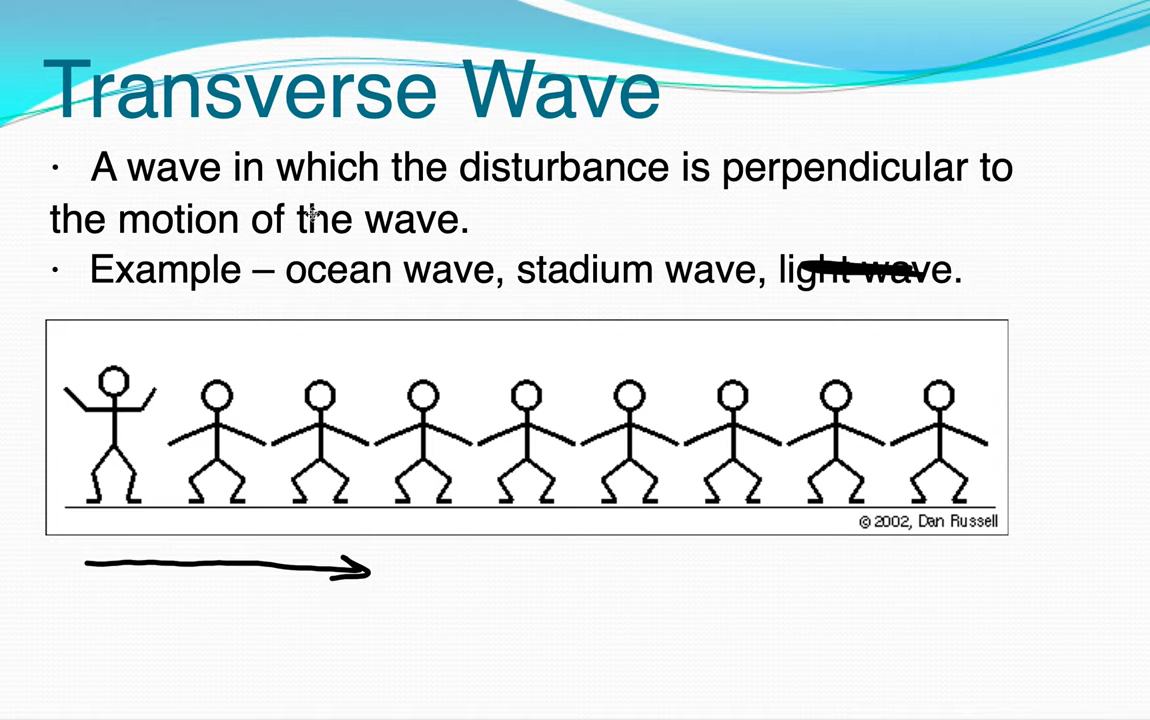 Transverse Wave
· A wave in which the disturbance is perpendicular to
the motion of the wave.
· Example – ocean wave, stadium wave, light wave.
© 2002, Dan Russell